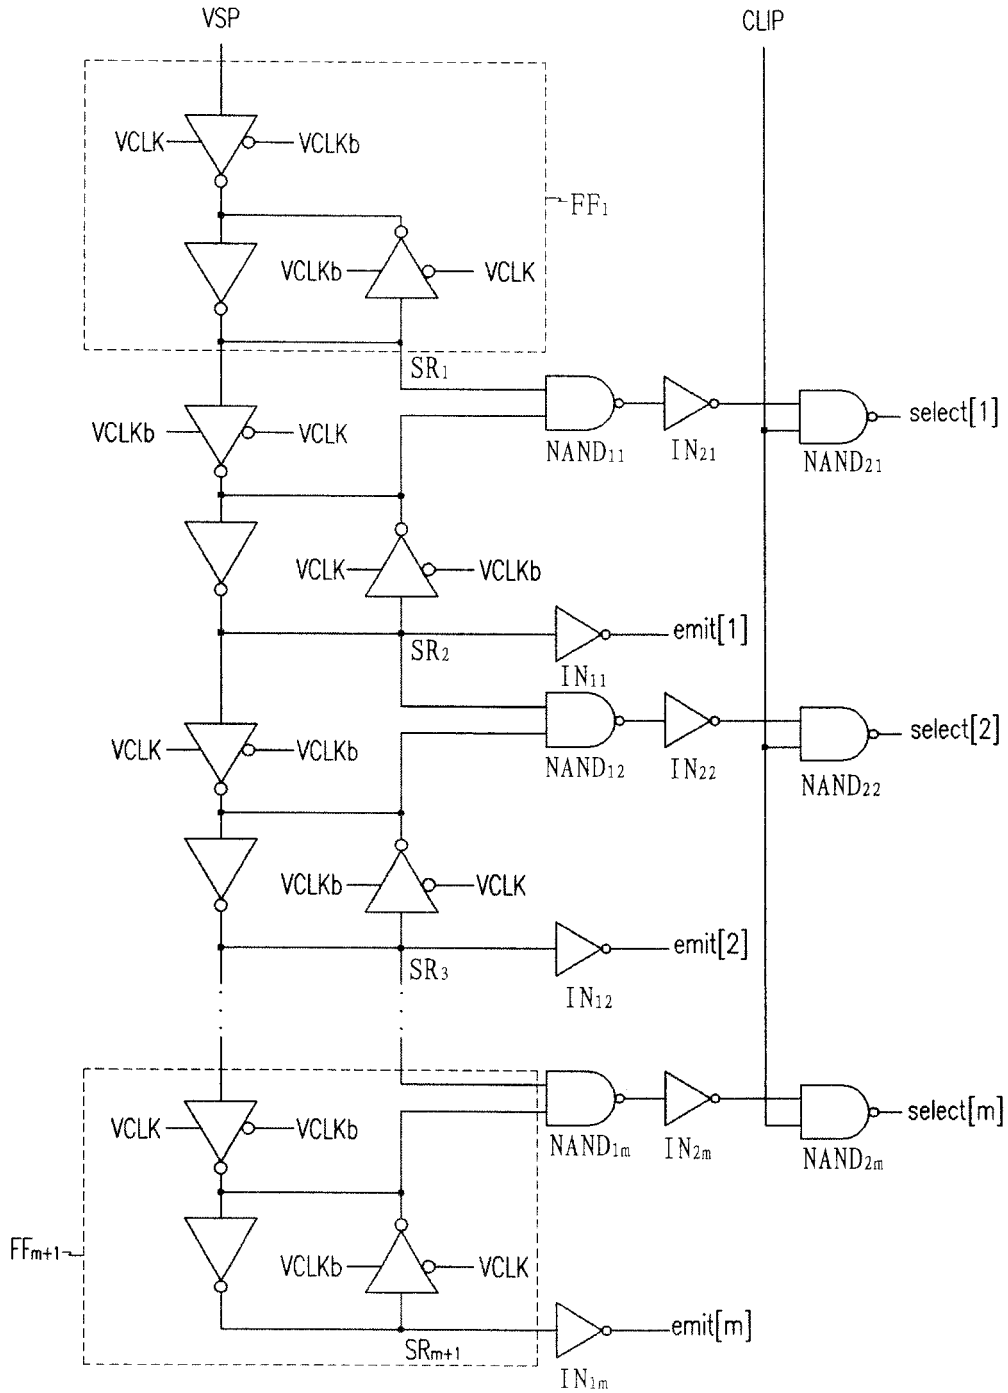 VSP
CLIP
VCLK
VCLKb
FF1
VCLKb
VCLK
SR1
VCLKb
VCLK
select[1]
NAND11
IN21
NAND21
VCLK
VCLKb
emit[1]
SR2
IN11
VCLK
VCLKb
select[2]
NAND12
IN22
NAND22
VCLKb
VCLK
emit[2]
SR3
IN12
VCLK
VCLKb
select[m]
NAND1m
IN2m
NAND2m
FFm+1
VCLKb
VCLK
emit[m]
SRm+1
IN1m